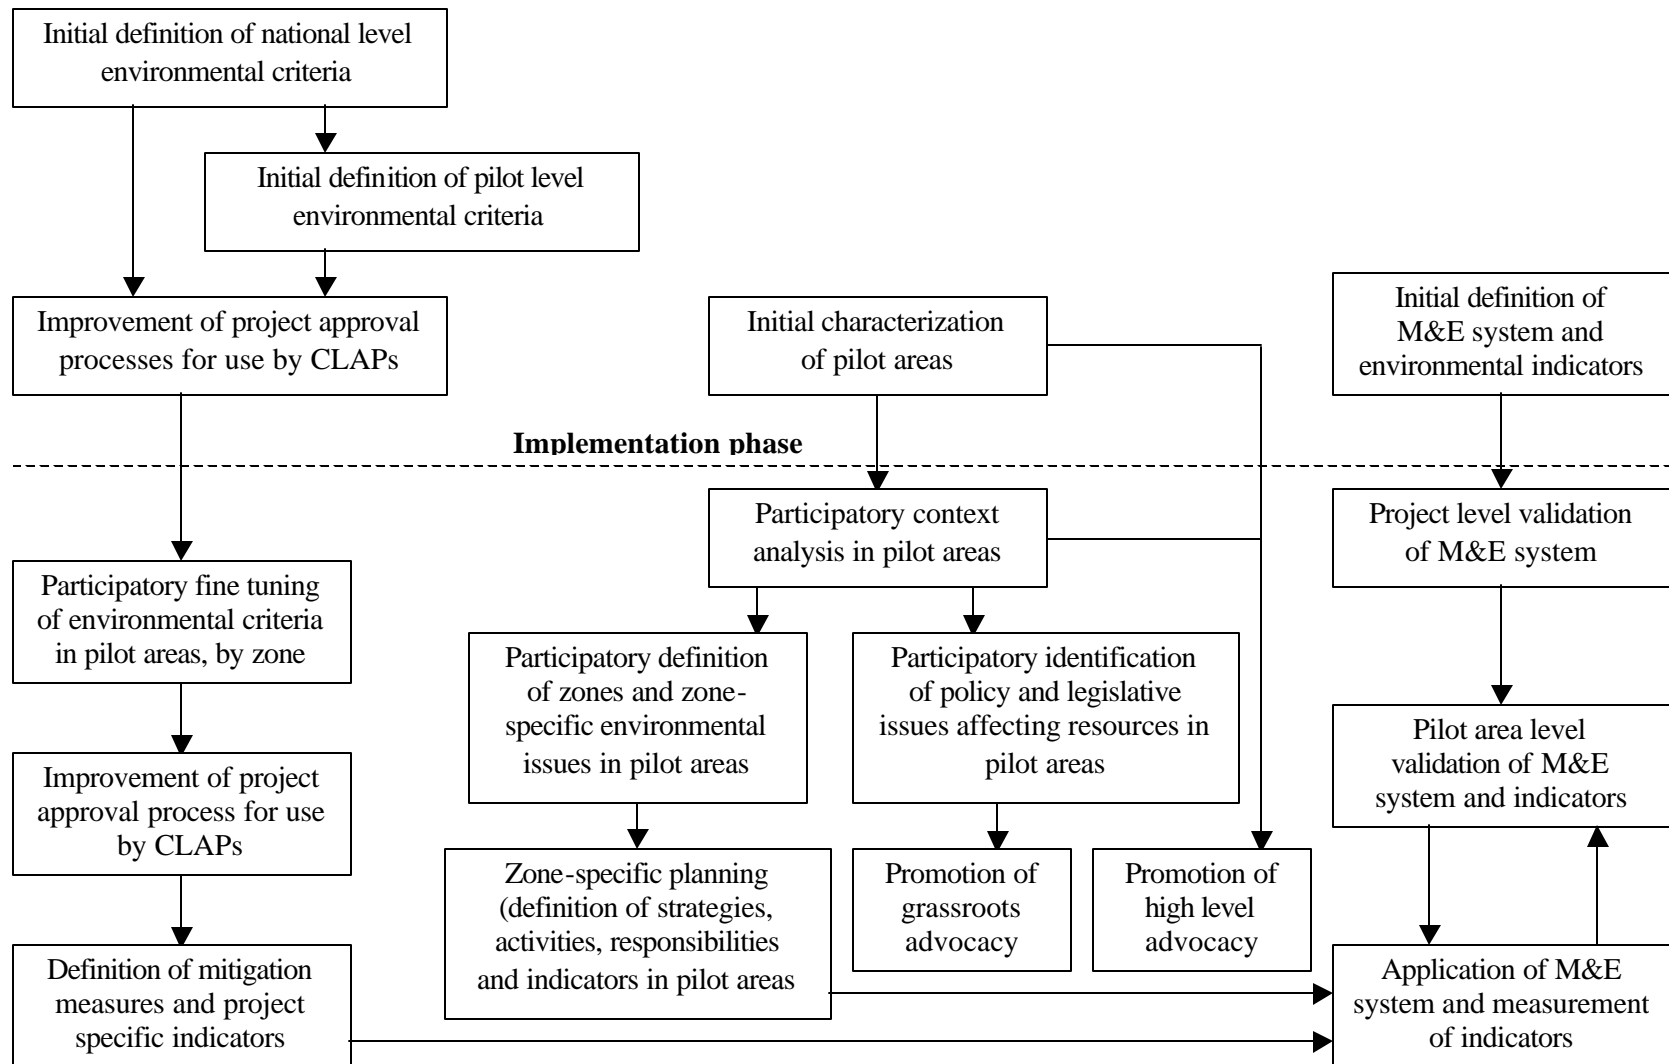 Initial definition of national level
environmental criteria
Initial definition of pilot level
environmental criteria
Improvement of project approval
processes for use by CLAPs
Initial characterization
of pilot areas
Initial definition of
M&E system and
environmental indicators
Implementation phase
Participatory context
analysis in pilot areas
Project level validation
of M&E system
Participatory fine tuning
of environmental criteria
in pilot areas, by zone
Participatory definition
of zones and zone-
specific environmental
issues in pilot areas
Participatory identification
of policy and legislative
issues affecting resources in
pilot areas
Pilot area level
validation of M&E
system and indicators
Improvement of project
approval process for use
by CLAPs
Zone-specific planning
(definition of strategies,
activities, responsibilities
and indicators in pilot areas
Promotion of
grassroots
advocacy
Promotion of
high level
advocacy
Definition of mitigation
measures and project
specific indicators
Application of M&E
system and measurement
of indicators